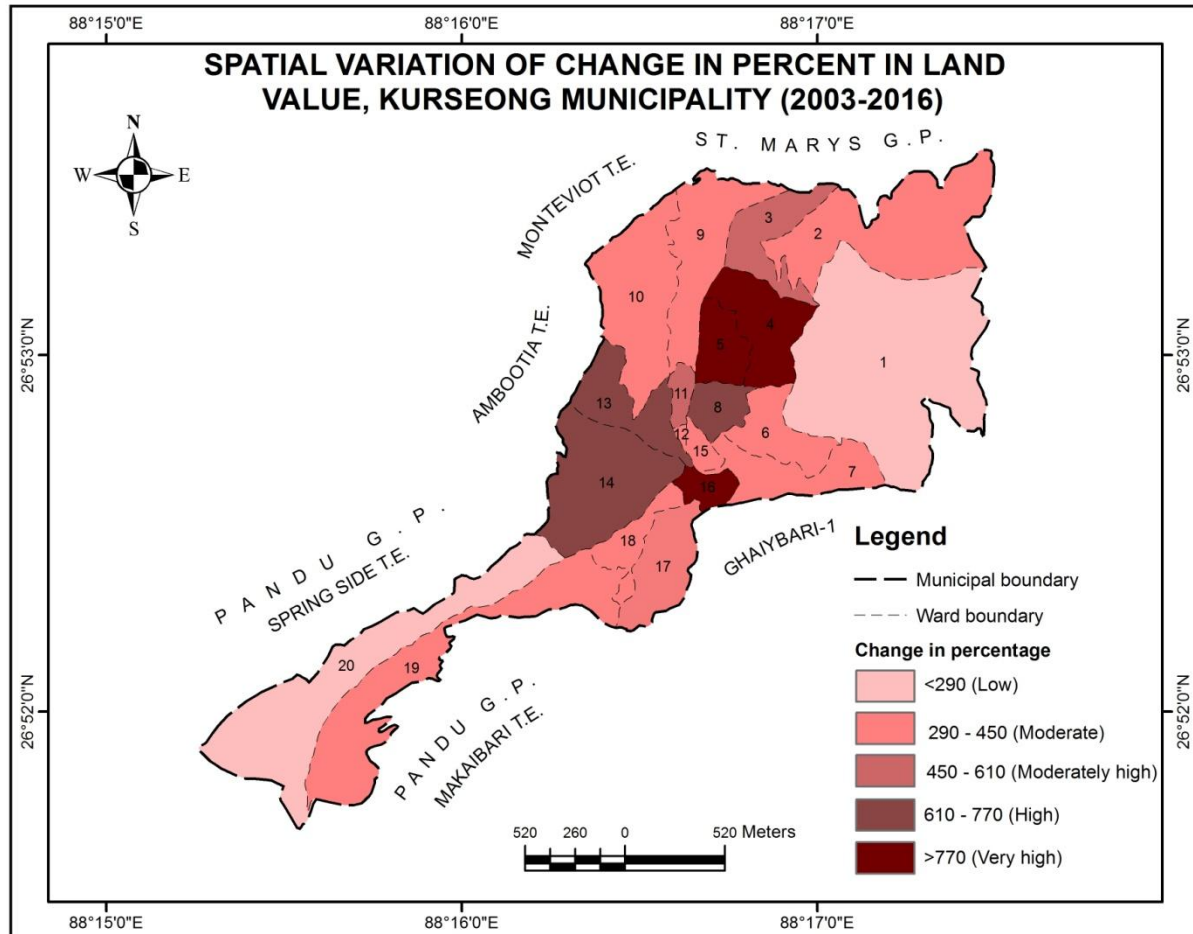 88°15'0"E 88°16'0"E 88°17'0"E
SPATIAL VARIATION OF CHANGE IN PERCENT IN LAND
VALUE, KURSEONG MUNICIPALITY (2003-2016)
N
W E
S
ST. MARYS G.P.
MONTEVIOT T.E.
AMBOOTIA T.E.
PANDU G.P.
SPRING SIDE T.E.
PANDU G.P.
MAKAIBARI T.E.
GHAIYBARI-1
3
9
2
10
4
5
1
11
13
8
12
6
15
7
14
16
18
17
20
19
26°53'0"N
26°53'0"N
26°52'0"N
26°52'0"N
Legend
Municipal boundary
Ward boundary
Change in percentage
<290 (Low)
290 - 450 (Moderate)
450 - 610 (Moderately high)
610 - 770 (High)
>770 (Very high)
520 260 0 520 Meters
88°15'0"E 88°16'0"E 88°17'0"E